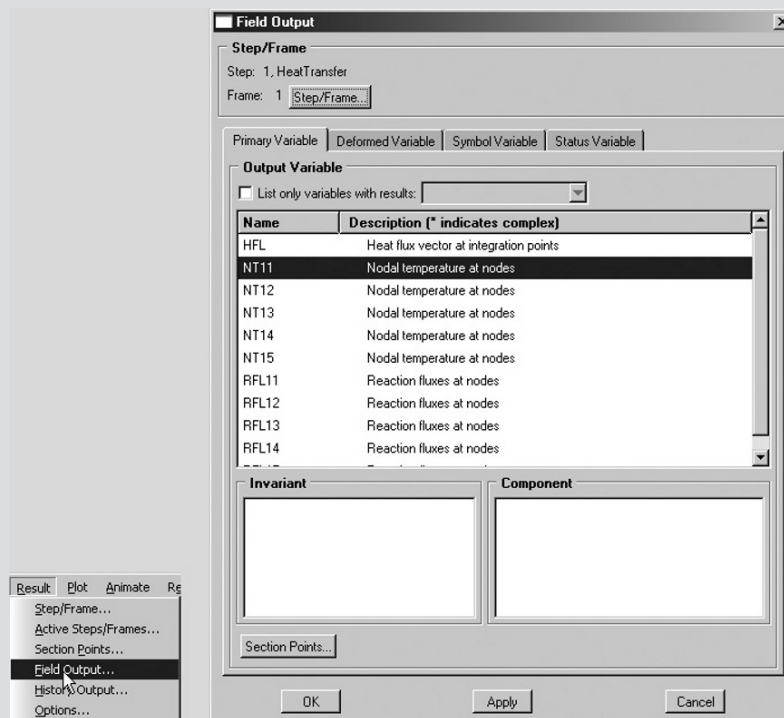 Field Output
Step/Frame
Step: 1, HeatTransfer
Frame: 1 Step/Frame...
Primary Variable Deformed Variable Symbol Variable Status Variable
Output Variable
List only variables with results:
Name Description (* indicates complex)
HFL Heat flux vector at integration points
NT11 Nodal temperature at nodes
NT12 Nodal temperature at nodes
NT13 Nodal temperature at nodes
NT14 Nodal temperature at nodes
NT15 Nodal temperature at nodes
RFL11 Reaction fluxes at nodes
RFL12 Reaction fluxes at nodes
RFL13 Reaction fluxes at nodes
RFL14 Reaction fluxes at nodes
Invariant Component
Section Points...
OK Apply Cancel
Result Plot Animate
Step/Frame...
Active Steps/Frames...
Section Points...
Field Output...
History Output...
Options...